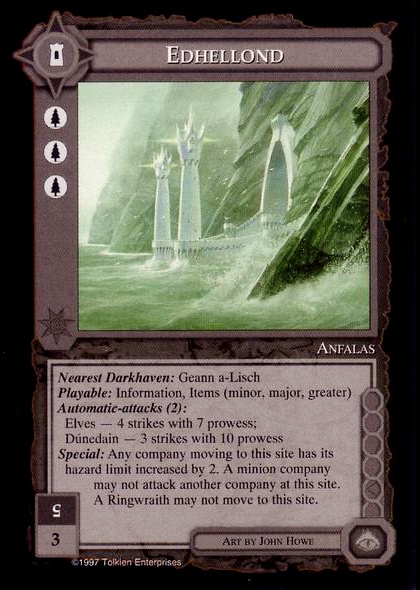 EDHELLOND
ANFALAS
Nearest Darkhaven: Geann a-Lisch
Playable: Information, Items (minor, major, greater)
Automatic-attacks (2):
Elves — 4 strikes with 7 prowess;
Dúnedain — 3 strikes with 10 prowess
Special: Any company moving to this site has its
hazard limit increased by 2. A minion company
may not attack another company at this site.
A Ringwraith may not move to this site.
5
3
ART BY JOHN HOWE
©1997 Tolkien Enterprises